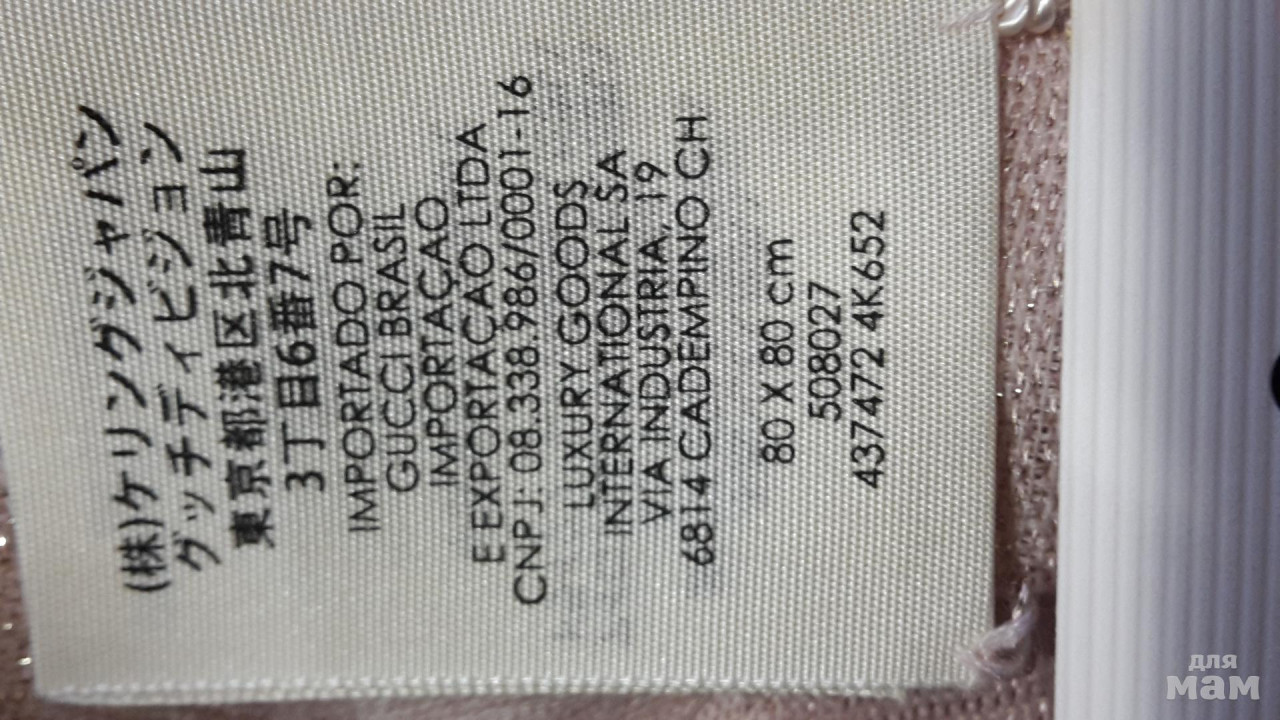 (株)ケリングジャパン
グッチディビジョン
東京都港区北青山
3丁目6番7号
IMPORTADO POR:
GUCCI BRASIL
IMPORTAÇAO
E EXPORTAÇAO LTDA
CNPJ: 08.338.986/0001-16
LUXURY GOODS
INTERNATIONAL SA
VIA INDUSTRIA, 19
6814 CADEMPINO CH
80 X 80 cm
508027
437472 4K652
для
мам